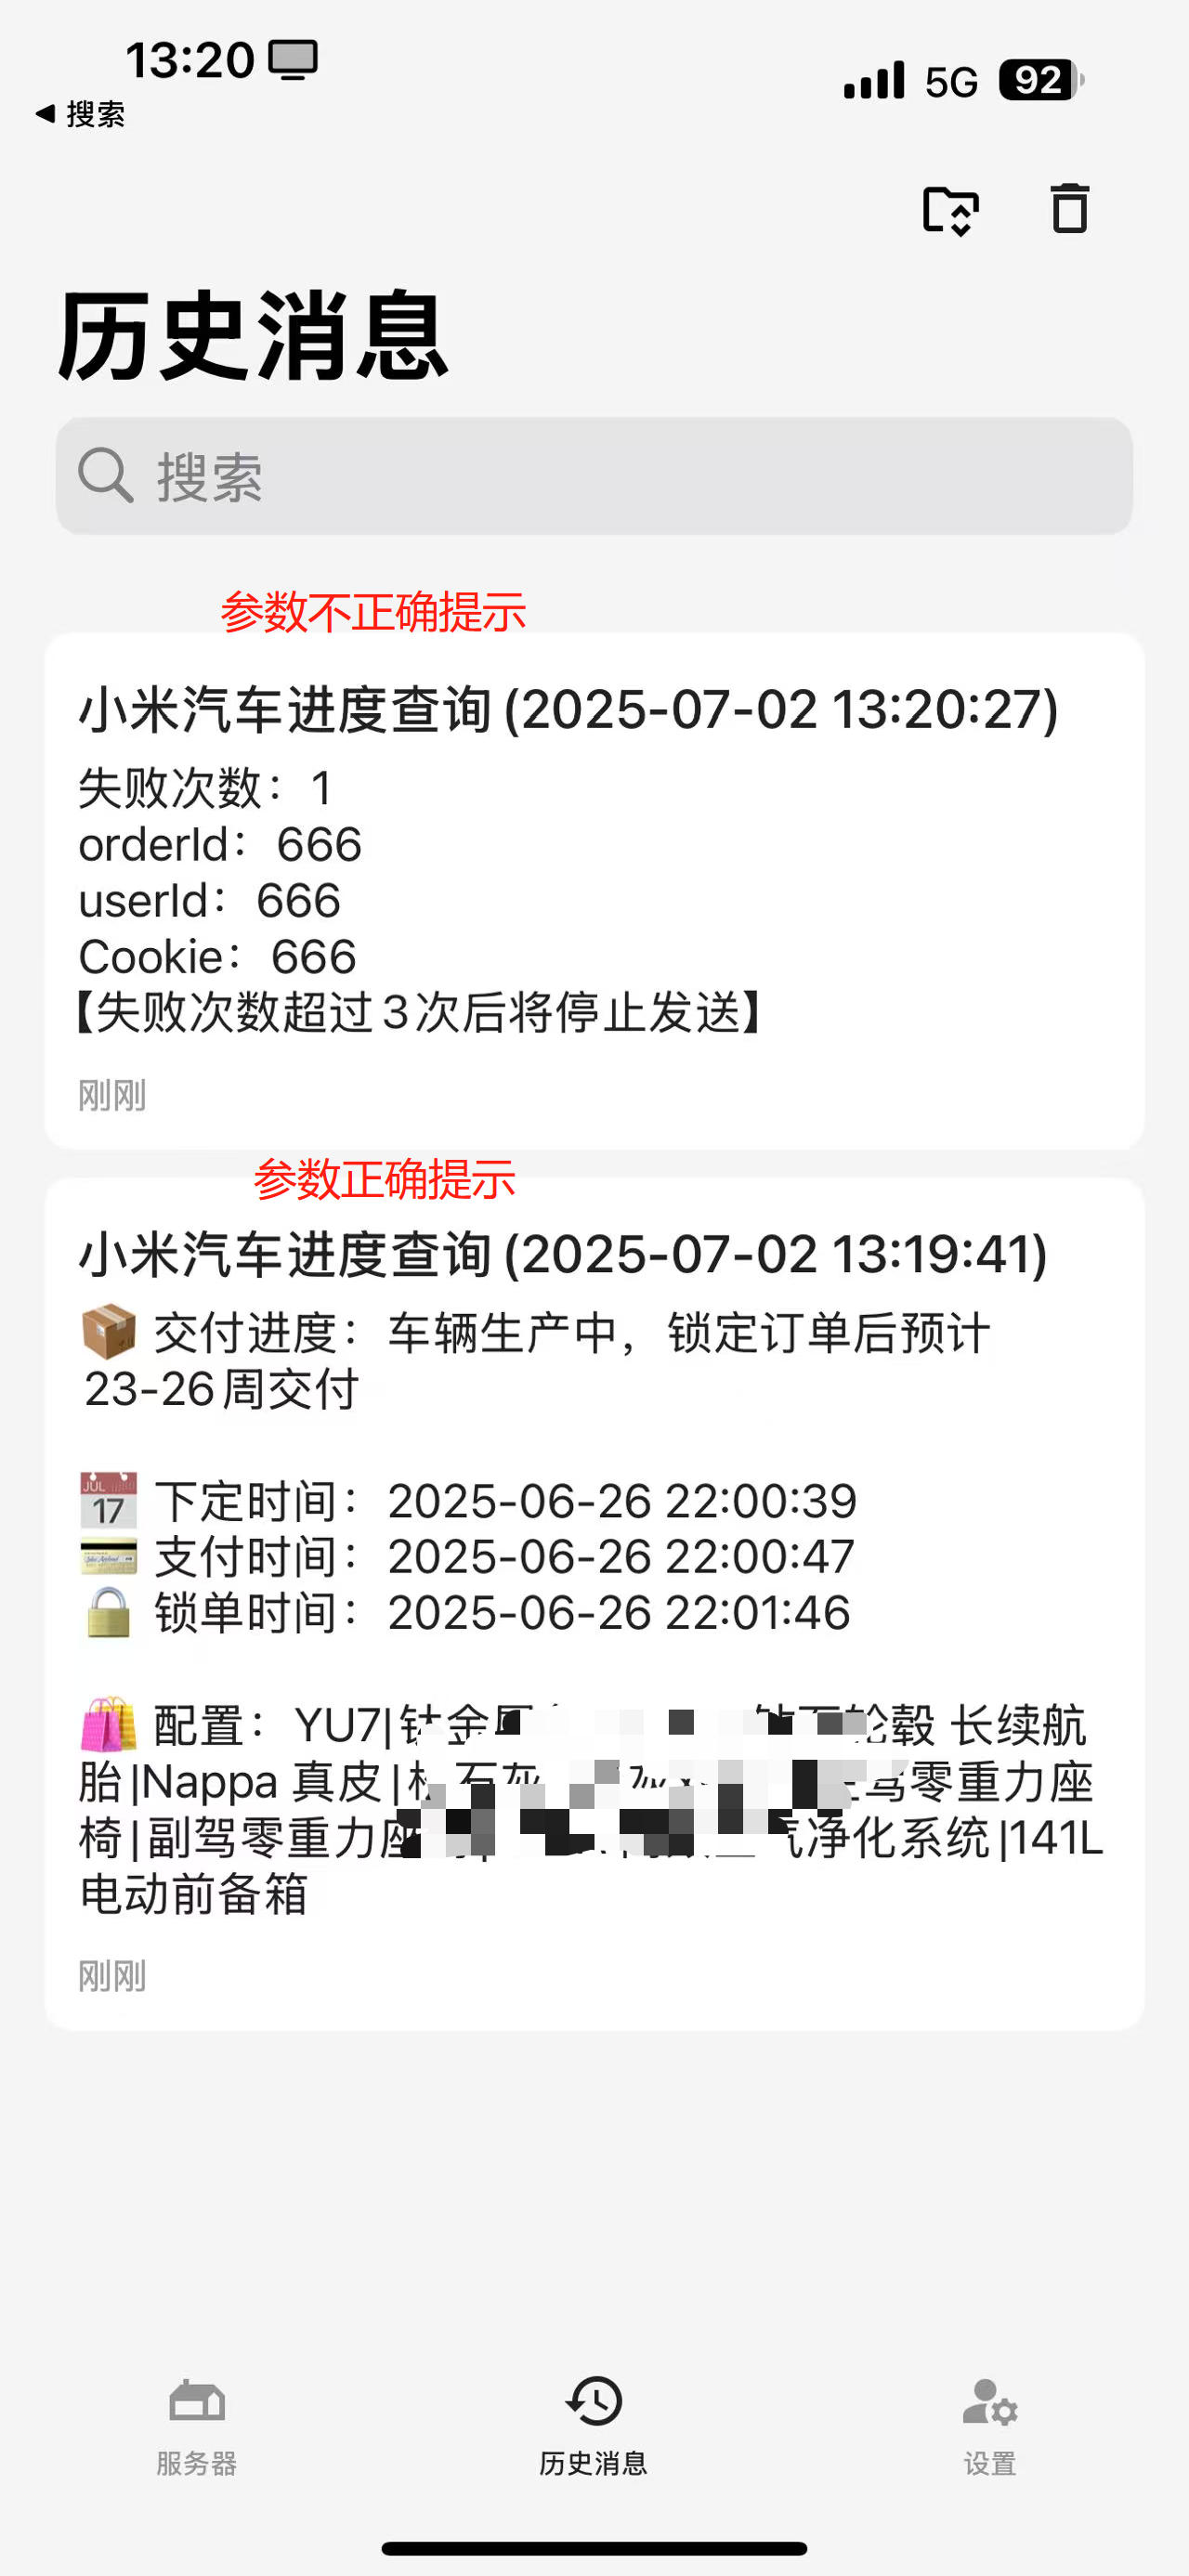 13:20
5G
92
◀ 搜索
历史消息
搜索
参数不正确提示
小米汽车进度查询(2025-07-02 13:20:27)
失败次数：1
orderId：666
userId：666
Cookie：666
【失败次数超过3次后将停止发送】
刚刚
参数正确提示
小米汽车进度查询(2025-07-02 13:19:41)
📦 交付进度：车辆生产中，锁定订单后预计
23-26周交付
JUL
17
下定时间：2025-06-26 22:00:39
支付时间：2025-06-26 22:00:47
锁单时间：2025-06-26 22:01:46
配置：YU7|钛金 轮毂 长续航
胎|Nappa 真皮| 石灰 驾零重力座
椅|副驾零重力座 气净化系统|141L
电动前备箱
刚刚
服务器
历史消息
设置